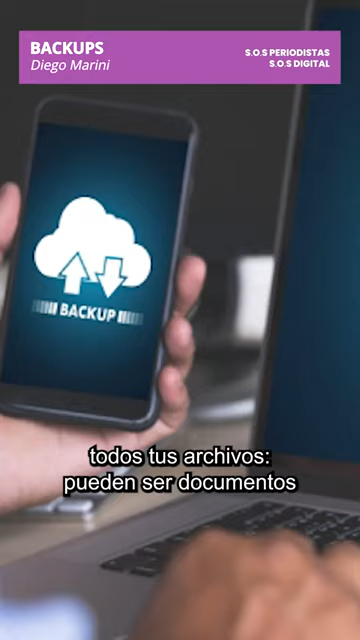 BACKUPS
Diego Marini
S.O.S PERIODISTAS
S.O.S DIGITAL
BACKUP
todos tus archivos:
pueden ser documentos